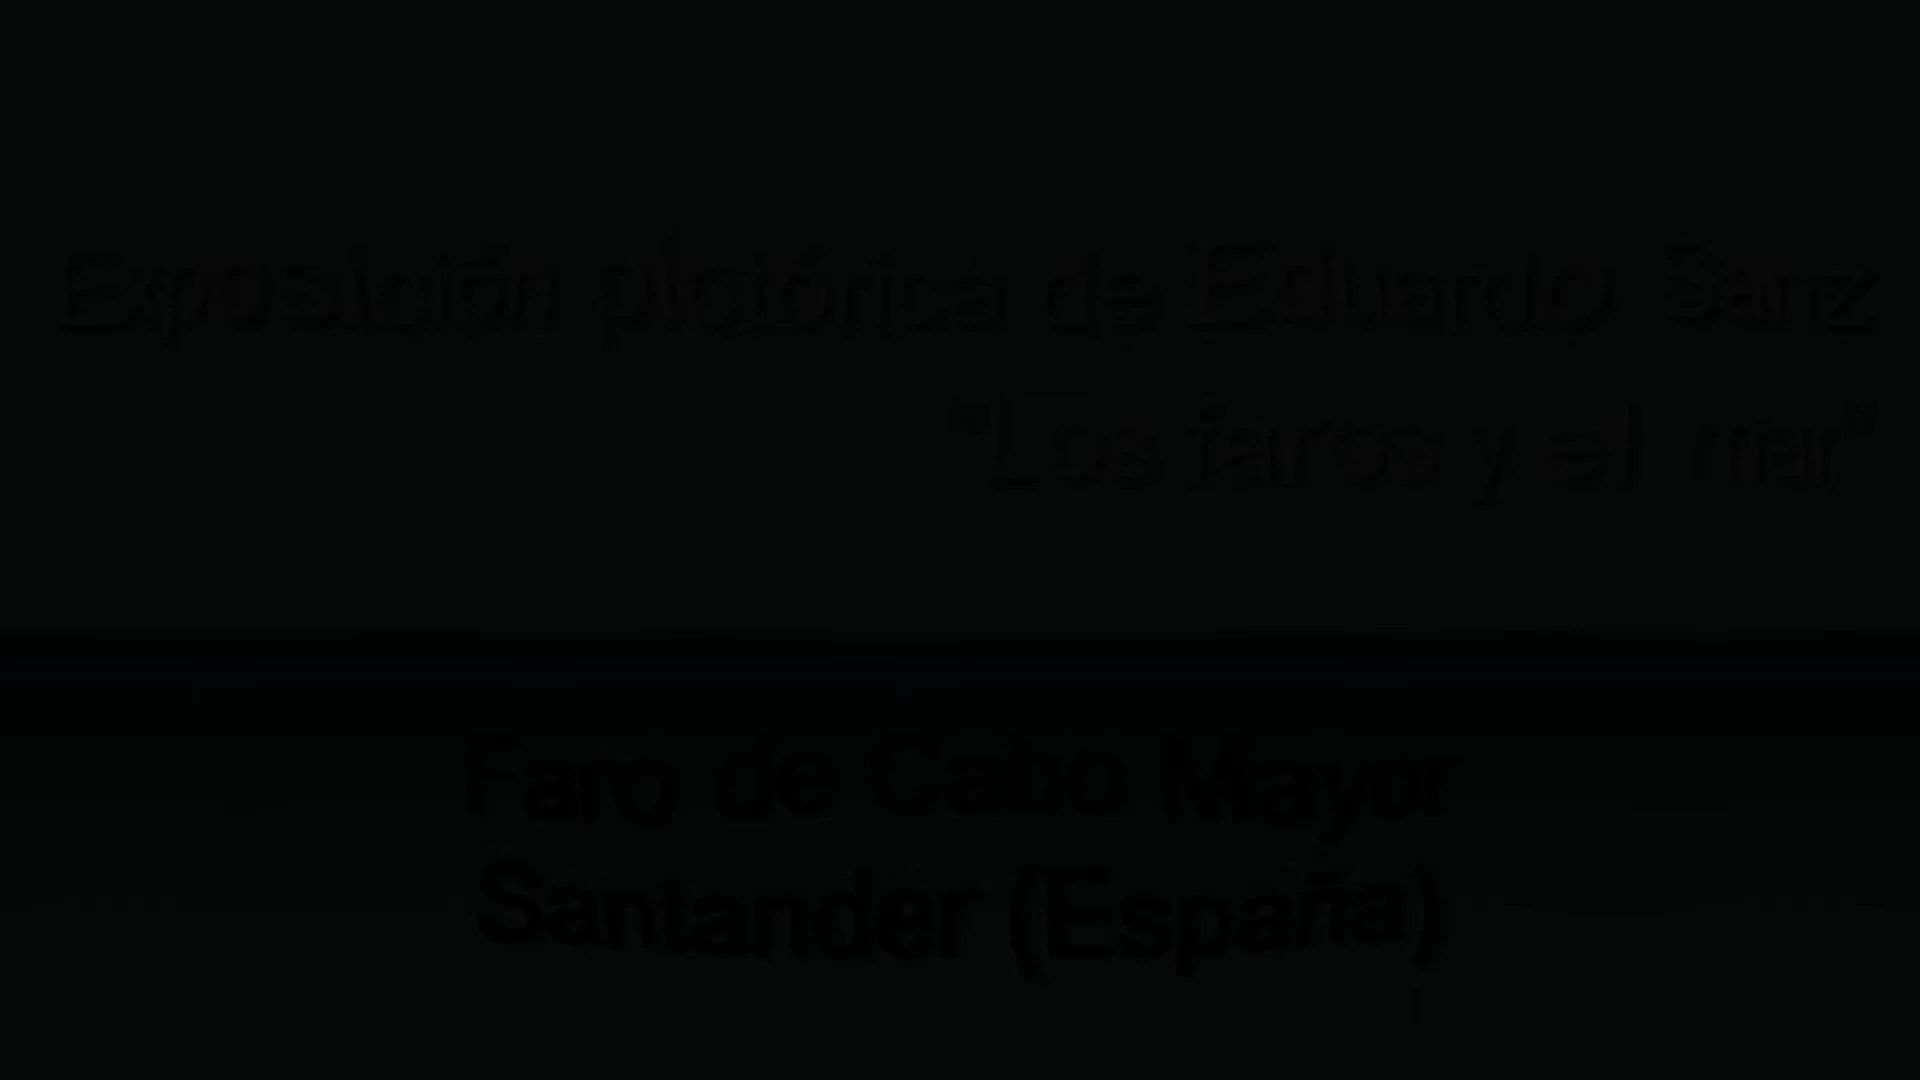 Exposición pictórica de Eduardo Sanz
"Los faros y el mar"
Faro de Cabo Mayor
Santander (España)